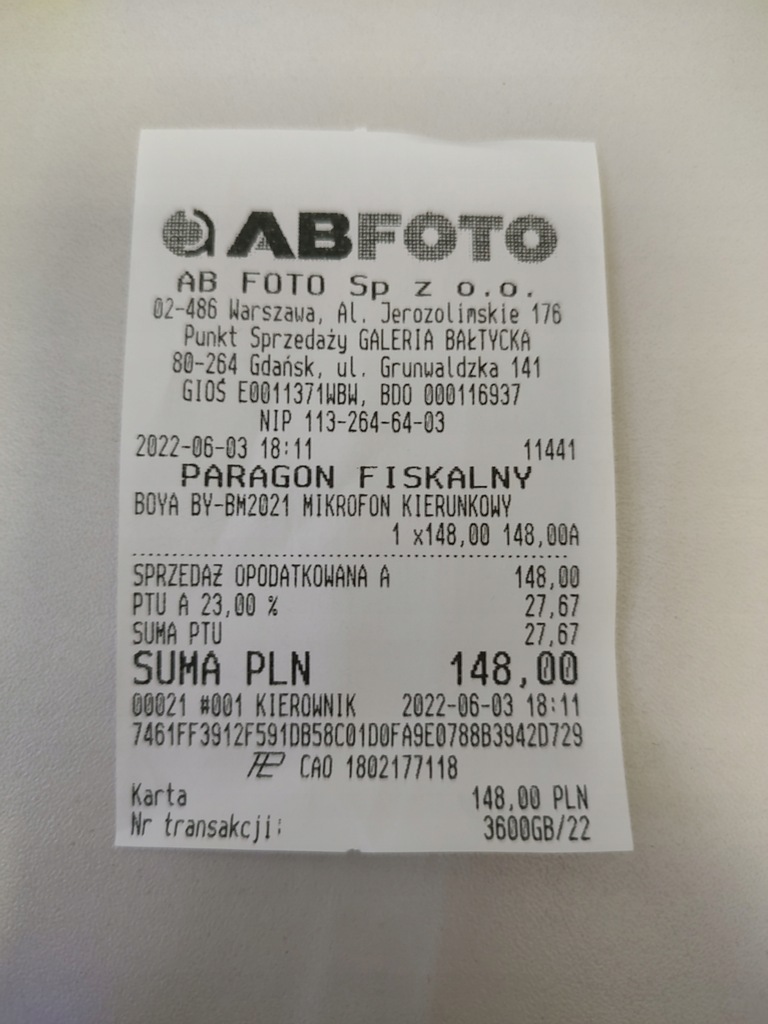 ABFOTO
AB FOTO Sp z o.o.
02-486 Warszawa, Al. Jerozolimskie 176
Punkt Sprzedaży GALERIA BAŁTYCKA
80-264 Gdańsk, ul. Grunwaldzka 141
GIOŚ E0011371WBW, BDO 000116937
NIP 113-264-64-03
2022-06-03 18:11 11441
PARAGON FISKALNY
BOYA BY-BM2021 MIKROFON KIERUNKOWY
1 x148,00 148,00A
SPRZEDAŻ OPODATKOWANA A 148,00
PTU A 23,00 % 27,67
SUMA PTU 27,67
SUMA PLN 148,00
00021 #001 KIEROWNIK 2022-06-03 18:11
7461FF3912F591DB58C01D0FA9E0788B3942D729
CAO 1802177118
Karta 148,00 PLN
Nr transakcji: 3600GB/22